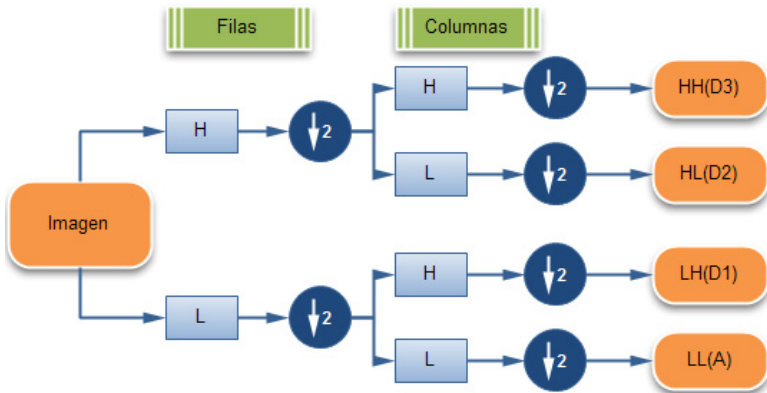 Filas
Columnas
H
↓2
HH(D3)
H
↓2
L
↓2
HL(D2)
Imagen
H
↓2
LH(D1)
L
↓2
L
↓2
LL(A)